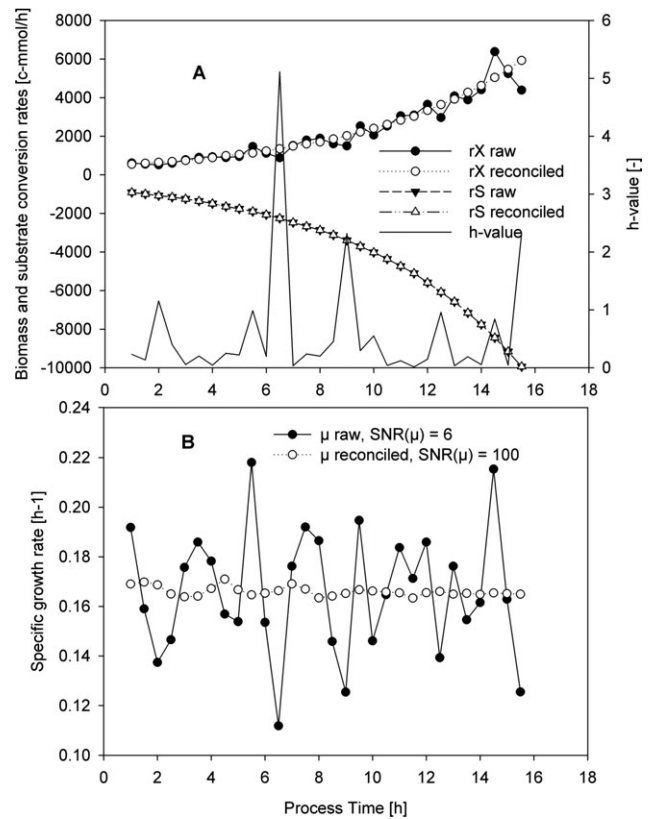 A
Biomass and substrate conversion rates [c-mmol/h]
8000
6000
4000
2000
0
-2000
-4000
-6000
-8000
-10000
6
5
4
3
2
1
0
h-value [-]
rX raw
rX reconciled
rS raw
rS reconciled
h-value
0 2 4 6 8 10 12 14 16 18
B
Specific growth rate [h-1]
0.24
0.22
0.20
0.18
0.16
0.14
0.12
0.10
μ raw, SNR(μ) = 6
μ reconciled, SNR(μ) = 100
0 2 4 6 8 10 12 14 16 18
Process Time [h]